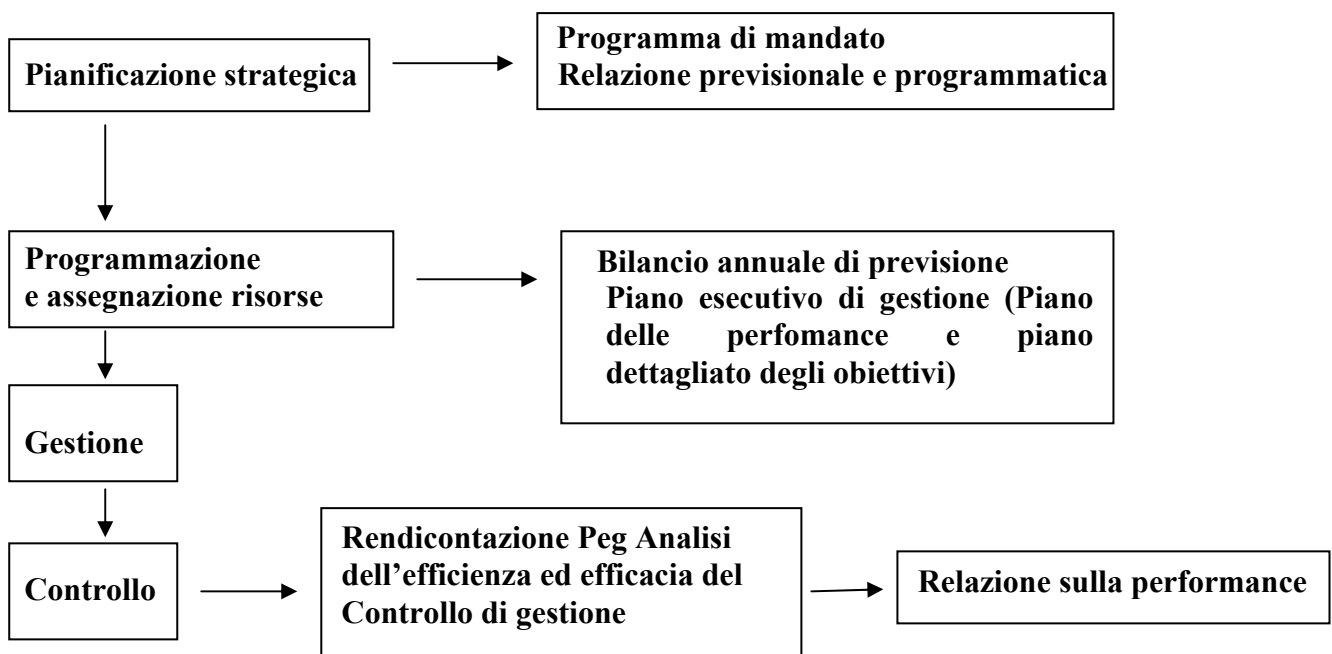 Pianificazione strategica
Programma di mandato
Relazione previsionale e programmatica
Programmazione
e assegnazione risorse
Bilancio annuale di previsione
Piano esecutivo di gestione (Piano
delle perfomance e piano
dettagliato degli obiettivi)
Gestione
Controllo
Rendicontazione Peg Analisi
dell’efficienza ed efficacia del
Controllo di gestione
Relazione sulla performance